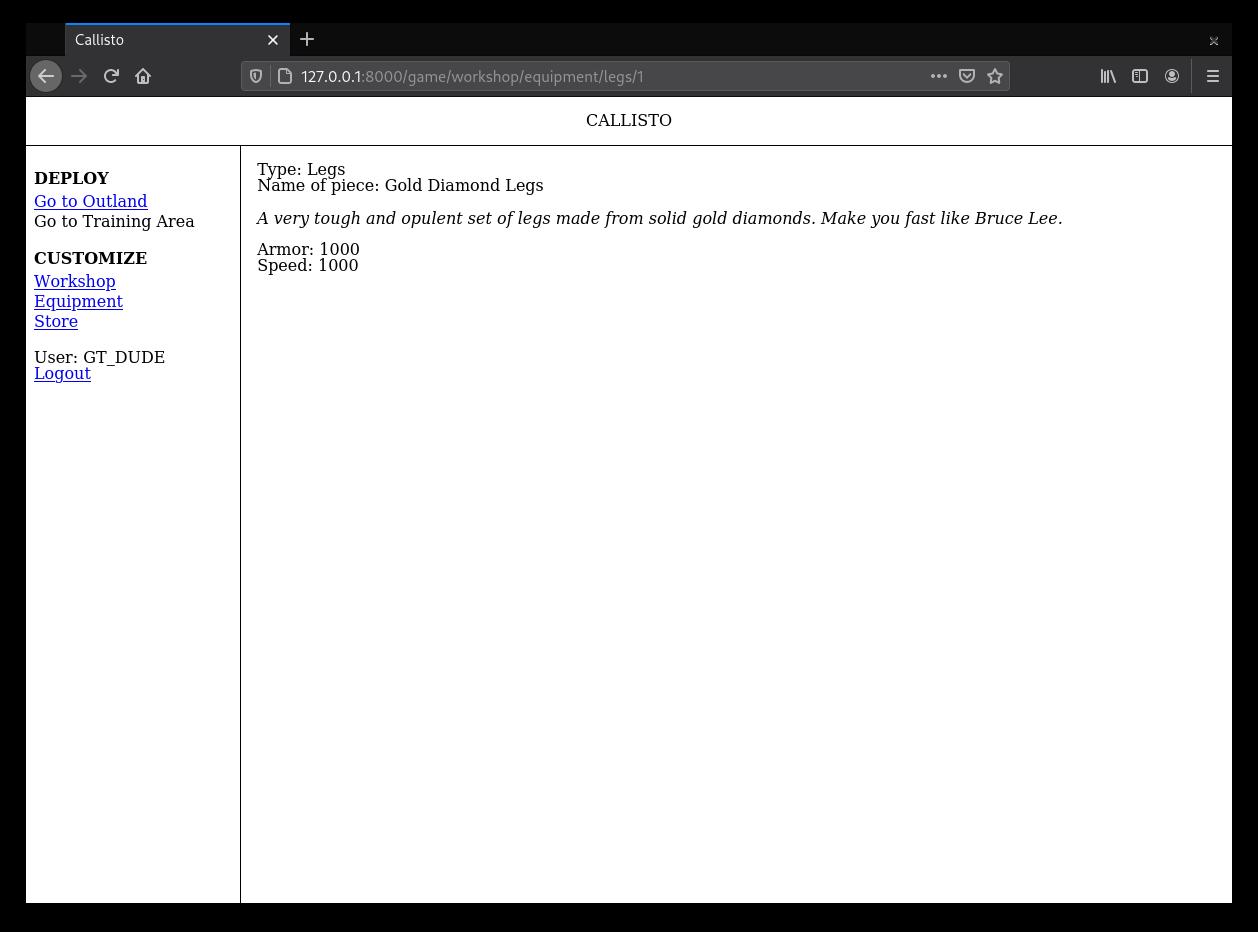 Callisto
127.0.0.1:8000/game/workshop/equipment/legs/1
CALLISTO
DEPLOY
Go to Outland
Go to Training Area
CUSTOMIZE
Workshop
Equipment
Store
User: GT_DUDE
Logout
Type: Legs
Name of piece: Gold Diamond Legs
A very tough and opulent set of legs made from solid gold diamonds. Make you fast like Bruce Lee.
Armor: 1000
Speed: 1000